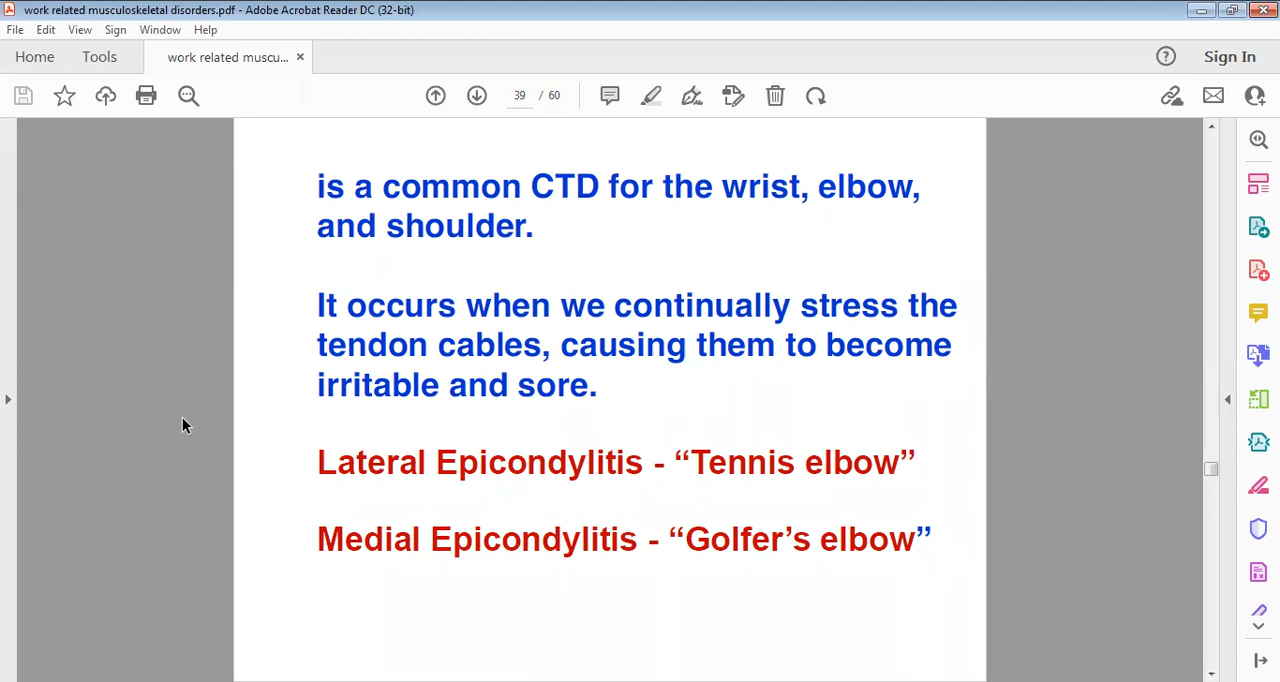 work related musculoskeletal disorders.pdf - Adobe Acrobat Reader DC (32-bit)
File Edit View Sign Window Help
Home Tools work related muscu... × ? Sign In
39 / 60
is a common CTD for the wrist, elbow,
and shoulder.
It occurs when we continually stress the
tendon cables, causing them to become
irritable and sore.
Lateral Epicondylitis - “Tennis elbow”
Medial Epicondylitis - “Golfer’s elbow”